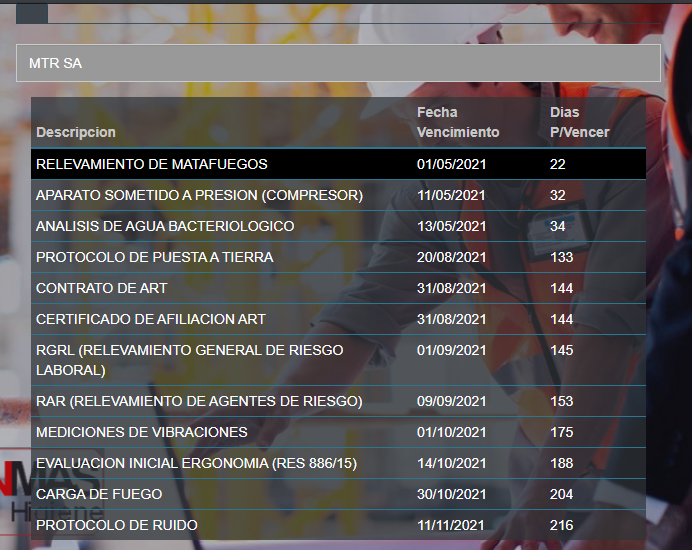 MTR SA
Fecha Dias
Descripcion Vencimiento P/Vencer
RELEVAMIENTO DE MATAFUEGOS 01/05/2021 22
APARATO SOMETIDO A PRESION (COMPRESOR) 11/05/2021 32
ANALISIS DE AGUA BACTERIOLOGICO 13/05/2021 34
PROTOCOLO DE PUESTA A TIERRA 20/08/2021 133
CONTRATO DE ART 31/08/2021 144
CERTIFICADO DE AFILIACION ART 31/08/2021 144
RGRL (RELEVAMIENTO GENERAL DE RIESGO 01/09/2021 145
LABORAL)
RAR (RELEVAMIENTO DE AGENTES DE RIESGO) 09/09/2021 153
MEDICIONES DE VIBRACIONES 01/10/2021 175
EVALUACION INICIAL ERGONOMIA (RES 886/15) 14/10/2021 188
CARGA DE FUEGO 30/10/2021 204
PROTOCOLO DE RUIDO 11/11/2021 216
NMAS
Higiene